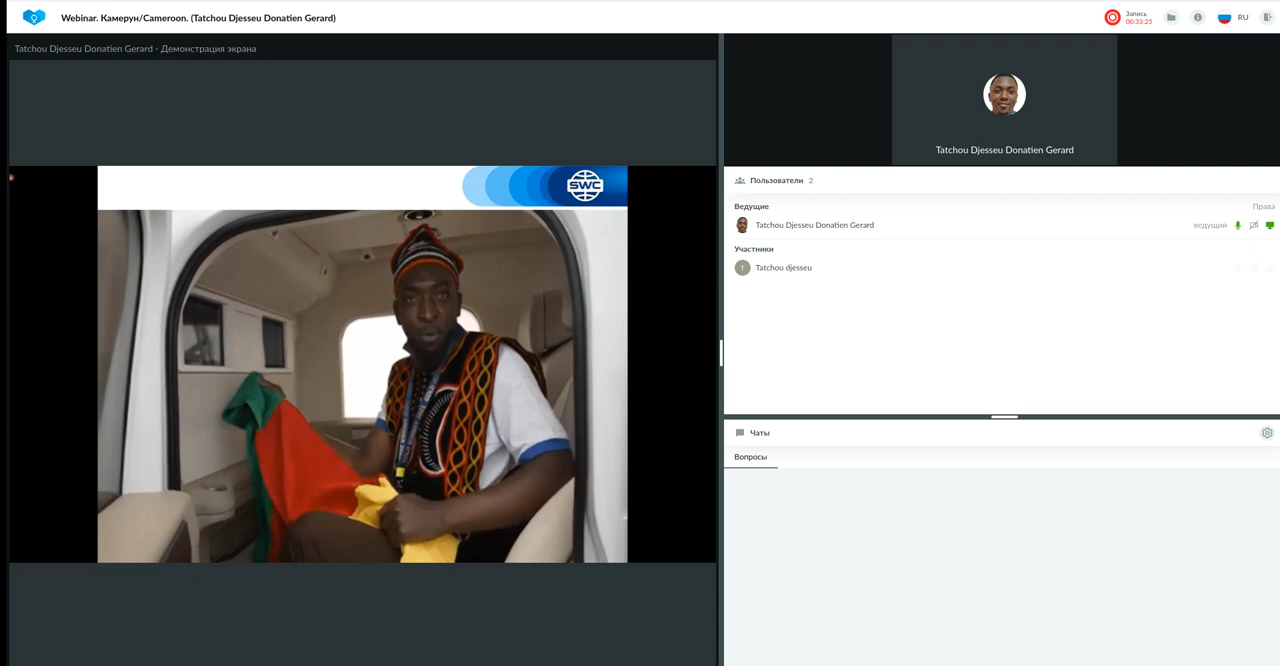 Webinar. Камерун/Cameroon. (Tatchou Djesseu Donatien Gerard)
Запись
00:33:25
RU
Tatchou Djesseu Donatien Gerard - Демонстрация экрана
SWC
Tatchou Djesseu Donatien Gerard
Пользователи 2
Ведущие Права
Tatchou Djesseu Donatien Gerard ведущий
Участники
T Tatchou djesseu
Чаты
Вопросы